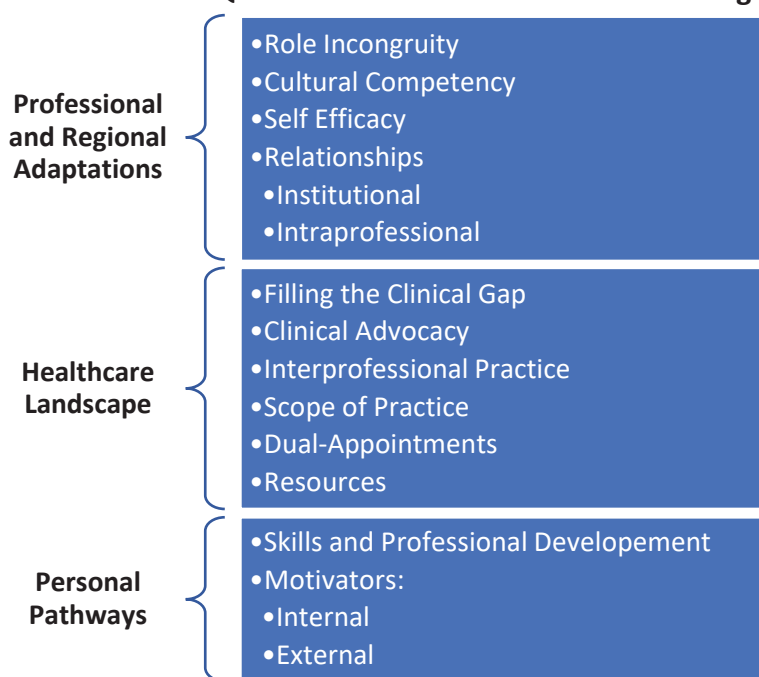 Professional
and Regional
Adaptations
•Role Incongruity
•Cultural Competency
•Self Efficacy
•Relationships
•Institutional
•Intraprofessional
Healthcare
Landscape
•Filling the Clinical Gap
•Clinical Advocacy
•Interprofessional Practice
•Scope of Practice
•Dual-Appointments
•Resources
Personal
Pathways
•Skills and Professional Developement
•Motivators:
•Internal
•External